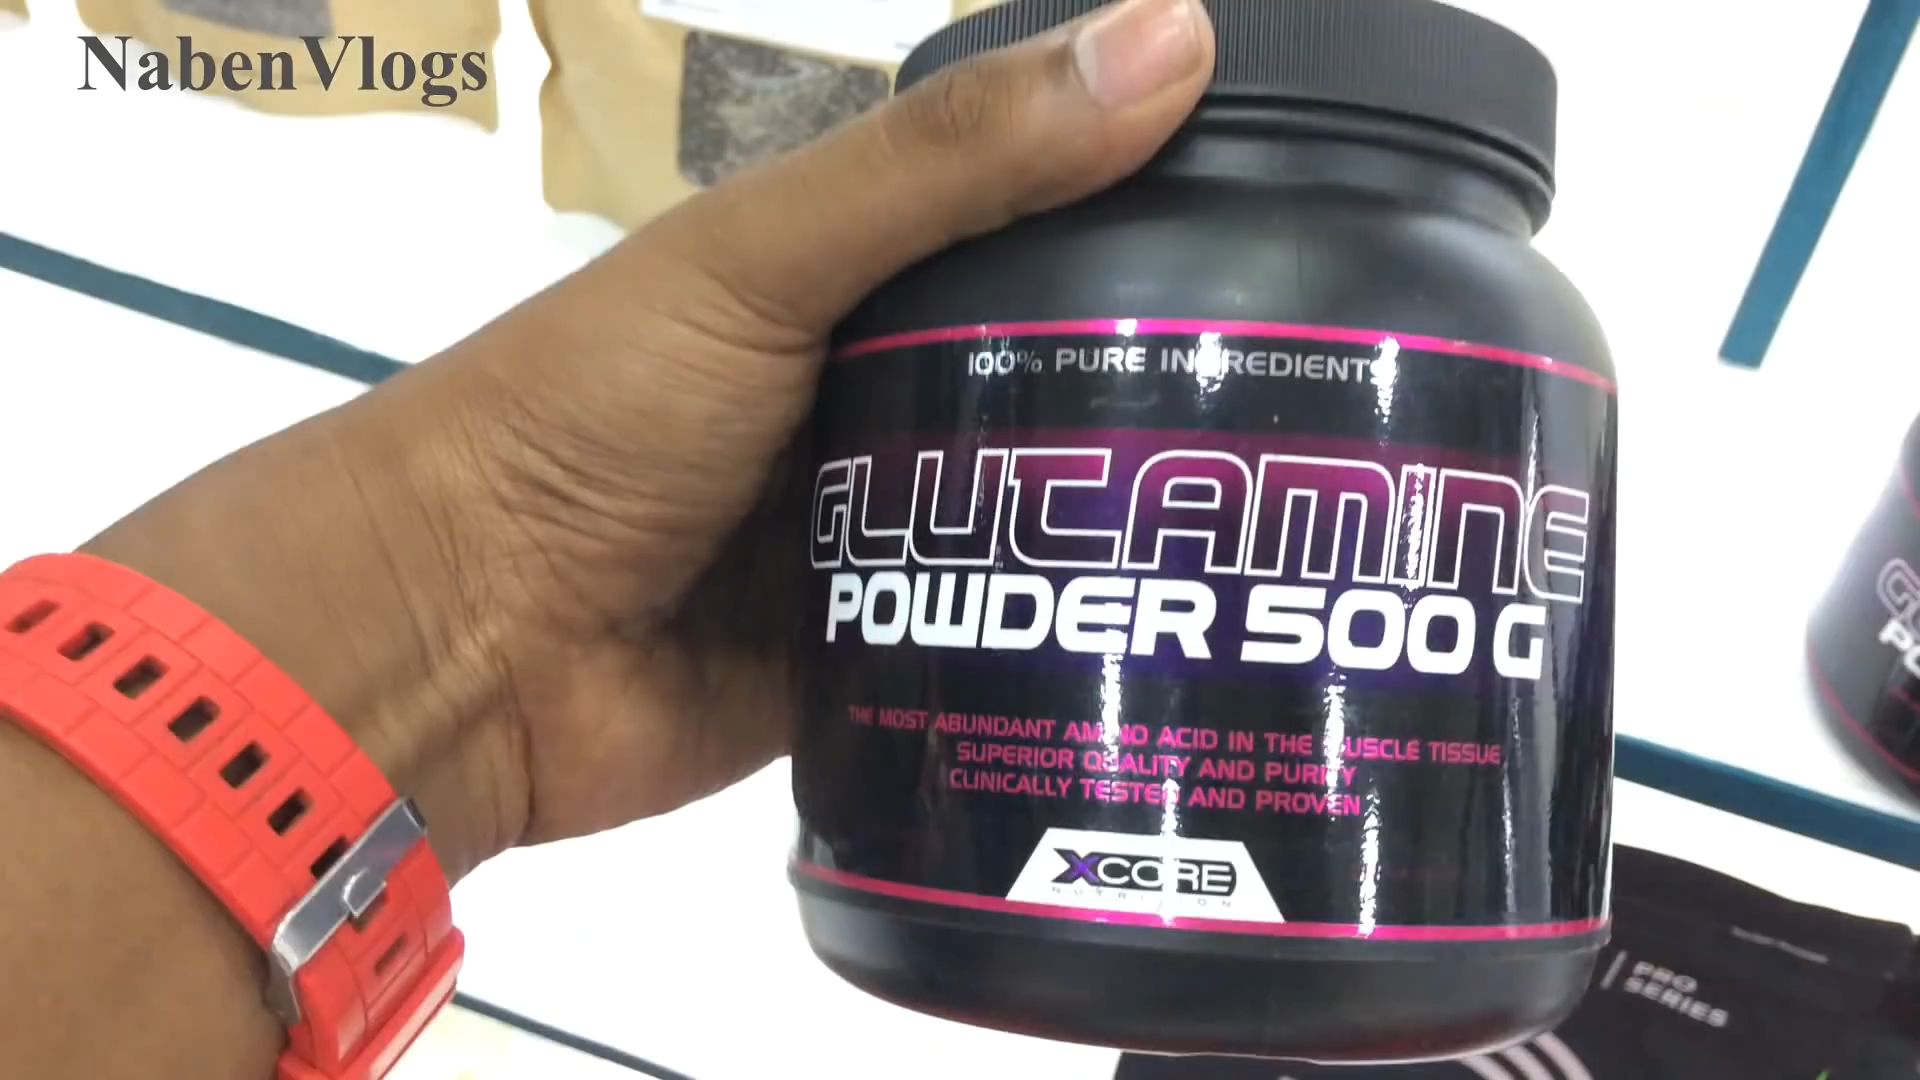 NabenVlogs
100% PURE INGREDIENTS
GLUTAMINE
POWDER 500 G
THE MOST ABUNDANT AMINO ACID IN THE MUSCLE TISSUE
SUPERIOR QUALITY AND PURITY
CLINICALLY TESTED AND PROVEN
XCORE
NUTRITION
PRO
SERIES